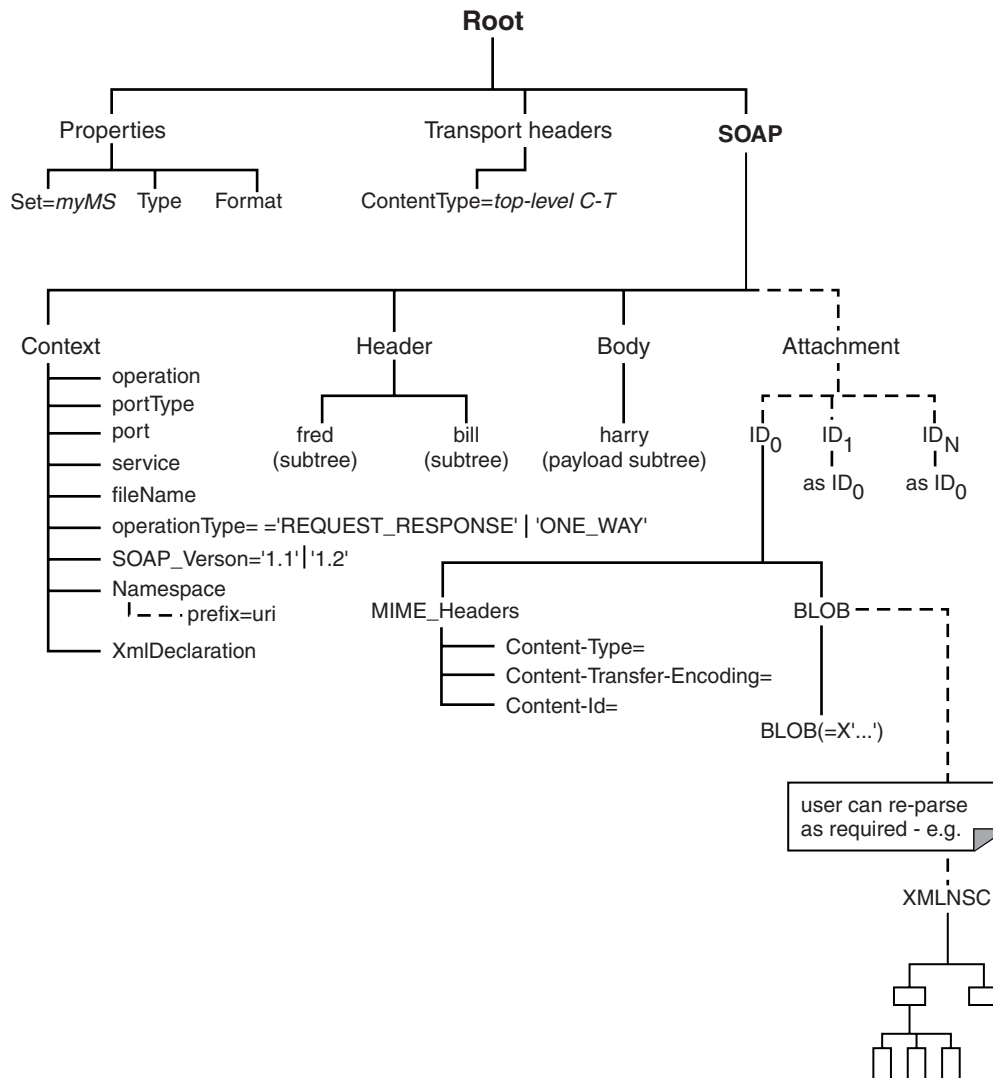 Root
Properties
Transport headers
SOAP
Set=myMS
Type
Format
ContentType=top-level C-T
Context
Header
Body
Attachment
operation
portType
port
service
fileName
operationType= ='REQUEST_RESPONSE' | 'ONE_WAY'
SOAP_Verson='1.1'|'1.2'
Namespace
prefix=uri
XmlDeclaration
fred
(subtree)
bill
(subtree)
harry
(payload subtree)
ID0
ID1
IDN
as ID0
as ID0
MIME_Headers
BLOB
Content-Type=
Content-Transfer-Encoding=
Content-Id=
BLOB(=X'...')
user can re-parse
as required - e.g.
XMLNSC